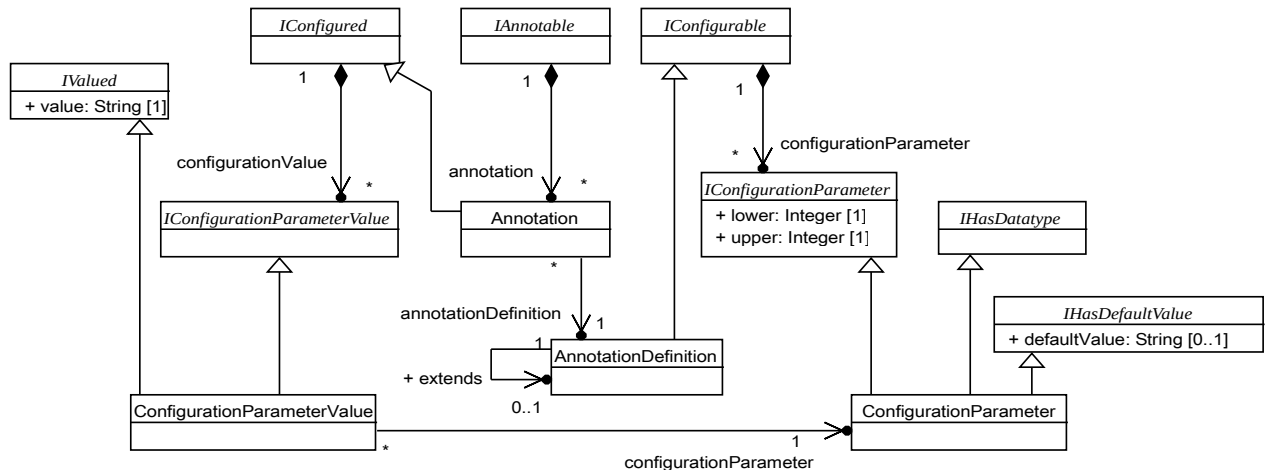 IConfigured
IAnnotable
IConfigurable
1
1
1
IValued
+ value: String [1]
configurationValue
*
annotation
*
*
configurationParameter
IConfigurationParameterValue
Annotation
IConfigurationParameter
+ lower: Integer [1]
+ upper: Integer [1]
IHasDatatype
*
annotationDefinition
1
IHasDefaultValue
+ defaultValue: String [0..1]
1
AnnotationDefinition
+ extends
0..1
ConfigurationParameterValue
ConfigurationParameter
*
1
configurationParameter